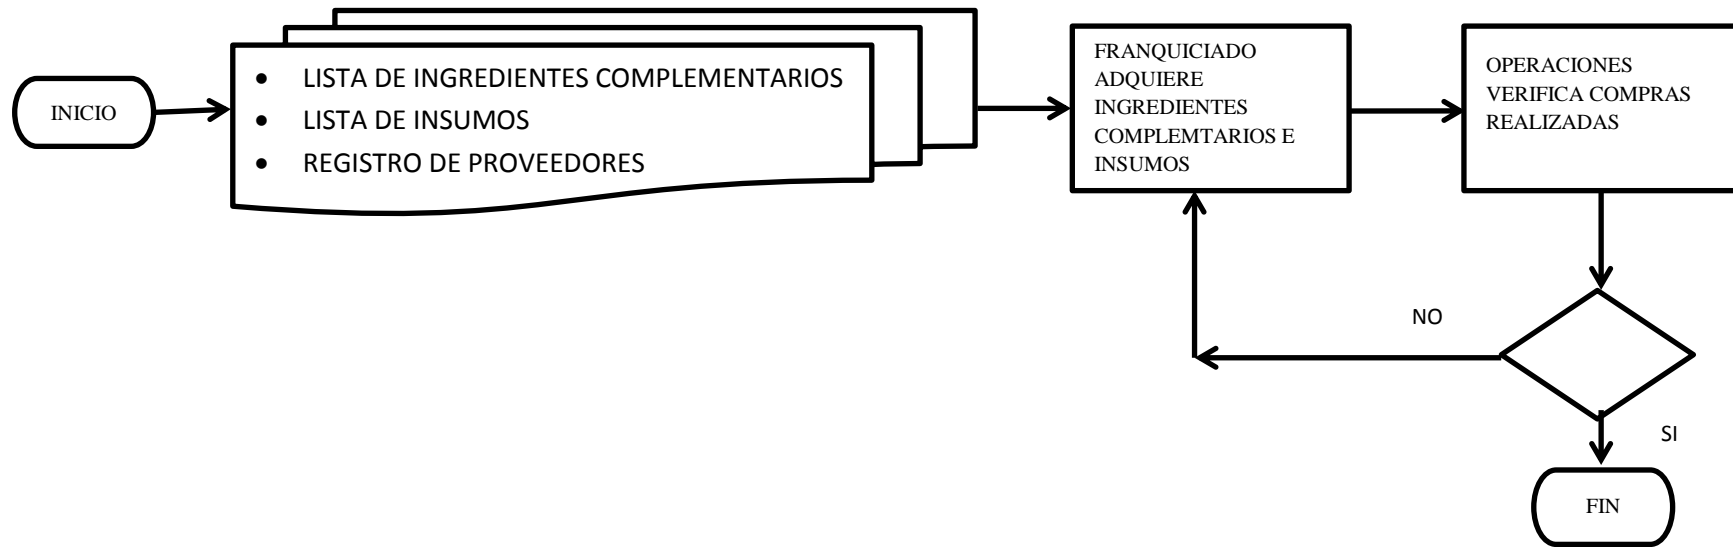 INICIO
• LISTA DE INGREDIENTES COMPLEMENTARIOS
• LISTA DE INSUMOS
• REGISTRO DE PROVEEDORES
FRANQUICIADO
ADQUIERE
INGREDIENTES
COMPLEMTARIOS E
INSUMOS
OPERACIONES
VERIFICA COMPRAS
REALIZADAS
NO
SI
FIN